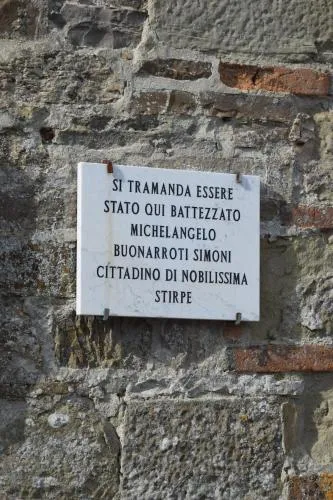 SI TRAMANDA ESSERE
STATO QUI BATTEZZATO
MICHELANGELO
BUONARROTI SIMONI
CITTADINO DI NOBILISSIMA
STIRPE